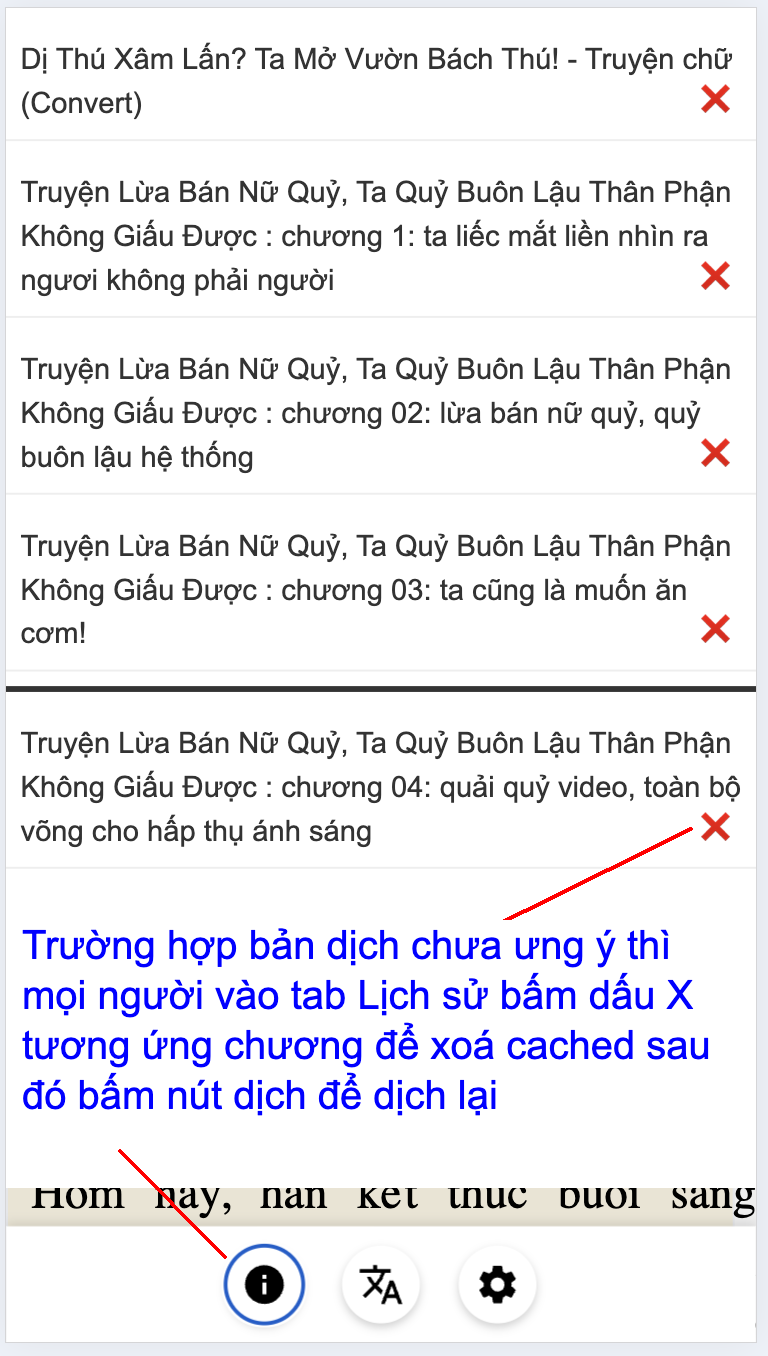 Dị Thú Xâm Lấn? Ta Mở Vườn Bách Thú! - Truyện chữ
(Convert)
Truyện Lừa Bán Nữ Quỷ, Ta Quỷ Buôn Lậu Thân Phận
Không Giấu Được : chương 1: ta liếc mắt liền nhìn ra
ngươi không phải người
Truyện Lừa Bán Nữ Quỷ, Ta Quỷ Buôn Lậu Thân Phận
Không Giấu Được : chương 02: lừa bán nữ quỷ, quỷ
buôn lậu hệ thống
Truyện Lừa Bán Nữ Quỷ, Ta Quỷ Buôn Lậu Thân Phận
Không Giấu Được : chương 03: ta cũng là muốn ăn
cơm!
Truyện Lừa Bán Nữ Quỷ, Ta Quỷ Buôn Lậu Thân Phận
Không Giấu Được : chương 04: quải quỷ video, toàn bộ
võng cho hấp thụ ánh sáng
Trường hợp bản dịch chưa ưng ý thì
mọi người vào tab Lịch sử bấm dấu X
tương ứng chương để xoá cached sau
đó bấm nút dịch để dịch lại
Hôm nay, hắn kết thúc buổi sáng